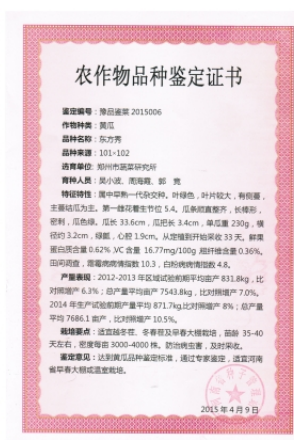 农作物品种鉴定证书
鉴定编号：豫品鉴菜 2015006
作物种类：黄瓜
品种名称：东方秀
品种来源：101×102
选育单位：郑州市蔬菜研究所
育种人员：吴小波、周海霞、郭 竞
特征特性：属中早熟一代杂交种。叶绿色，叶片较大，有侧蔓，
主蔓结瓜为主。第一雌花着生节位 5.4。瓜条顺直整齐，长棒形，
密刺，瓜色绿。瓜长 33.6cm，瓜把长 3.4cm，单瓜重 230g，横
径约 3.2cm，绿瓤，心腔 1.9cm。从定植到开始采收 33 天。鲜果
蛋白质含量 0.62%，VC 含量 16.77mg/100g，粗纤维含量 0.36%。
田间调查，霜霉病病情指数 10.3，白粉病病情指数 4.8。
产量表现：2012-2013 年区域试验前期平均亩产 831.8kg，比
对照增产 6.3%；总产量平均亩产 7543.8kg，比对照增产 7.0%。
2014 年生产试验前期产量平均亩产 871.7kg，比对照增产 8%；总产量
平均 7686.1 亩产，比对照增产 10.5%。
栽培要点：适宜越冬茬、冬春茬及早春大棚栽培，苗龄 35-40
天左右，密度每亩 3000-4000 株。防治病虫害，及时采收。
鉴定意见：达到黄瓜品种鉴定标准，通过专家鉴定，适宜河南
省早春大棚或温室栽培。
2015 年 4 月 9 日